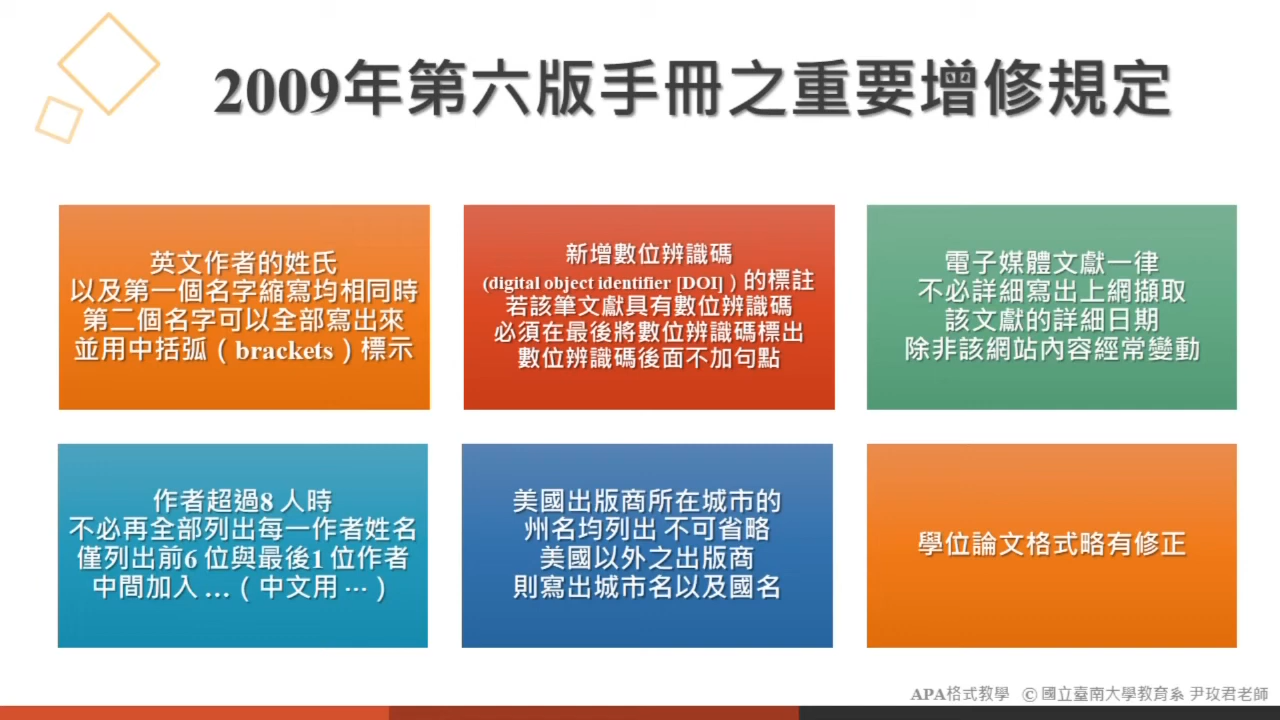 2009年第六版手冊之重要增修規定
英文作者的姓氏
以及第一個名字縮寫均相同時
第二個名字可以全部寫出來
並用中括弧（brackets）標示
新增數位辨識碼
(digital object identifier [DOI]）的標註
若該筆文獻具有數位辨識碼
必須在最後將數位辨識碼標出
數位辨識碼後面不加句點
電子媒體文獻一律
不必詳細寫出上網擷取
該文獻的詳細日期
除非該網站內容經常變動
作者超過8 人時
不必再全部列出每一作者姓名
僅列出前6 位與最後1 位作者
中間加入 ...（中文用 …）
美國出版商所在城市的
州名均列出 不可省略
美國以外之出版商
則寫出城市名以及國名
學位論文格式略有修正
APA格式教學 © 國立臺南大學教育系 尹玫君老師